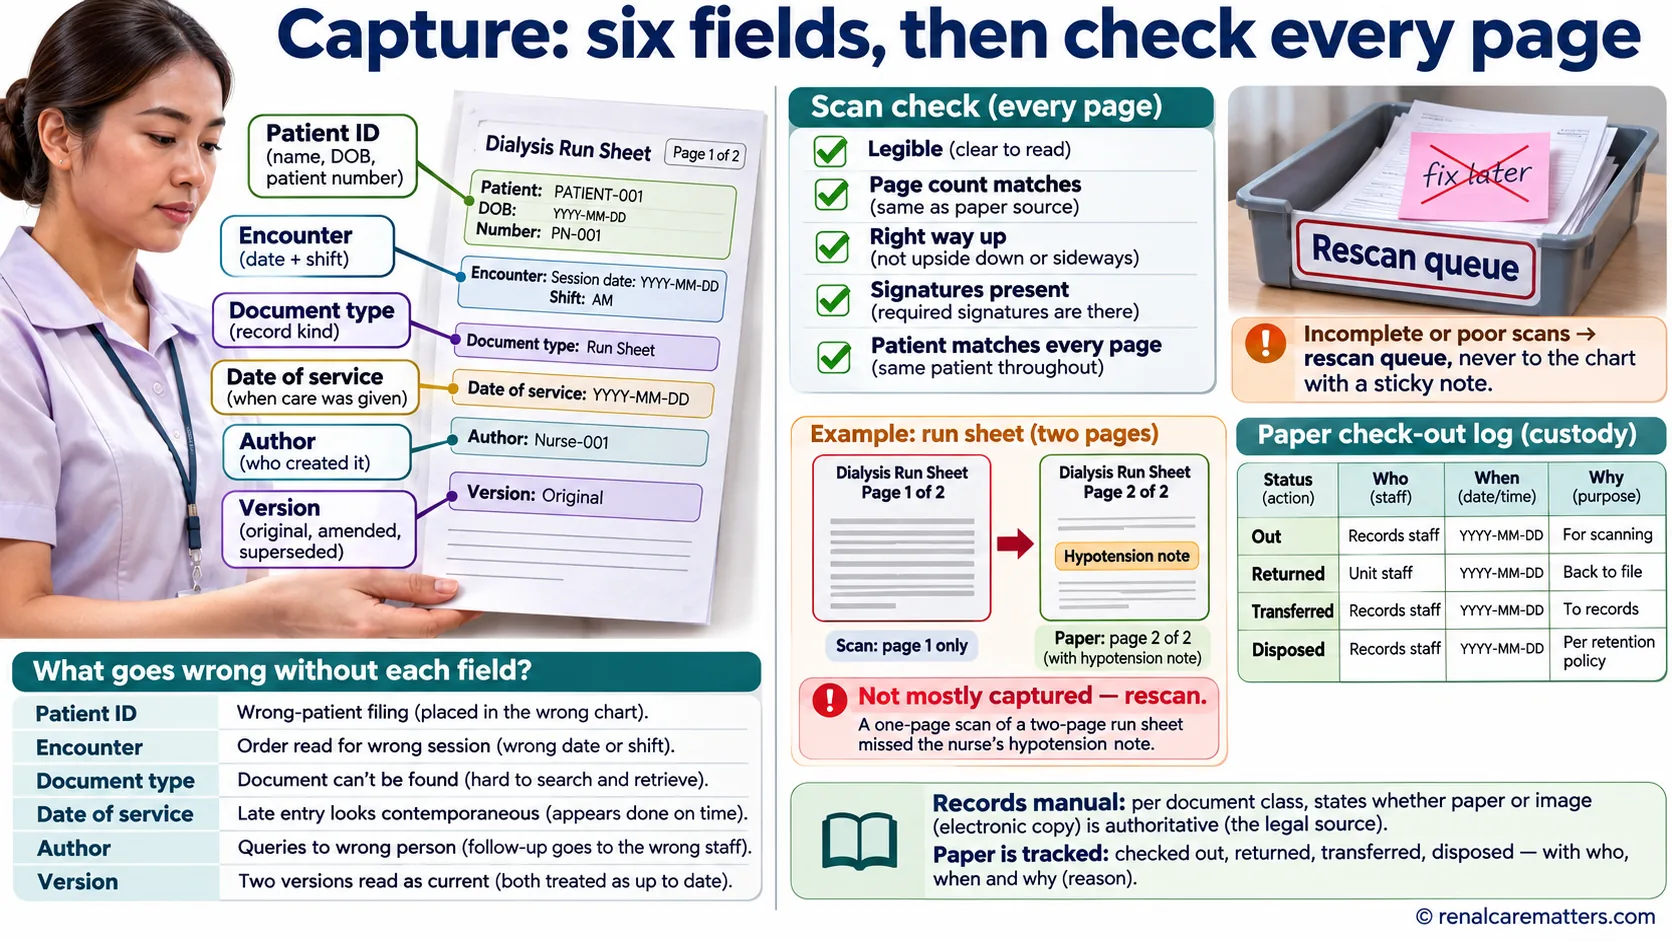 Capture: six fields, then check every page
Patient ID
(name, DOB,
patient number)
Encounter
(date + shift)
Document type
(record kind)
Date of service
(when care was given)
Author
(who created it)
Version
(original, amended,
superseded)
Dialysis Run Sheet
Page 1 of 2
Patient: PATIENT-001
DOB: YYYY-MM-DD
Number: PN-001
Encounter: Session date: YYYY-MM-DD
Shift: AM
Document type: Run Sheet
Date of service: YYYY-MM-DD
Author: Nurse-001
Version: Original
What goes wrong without each field?
Patient ID Wrong-patient filing (placed in the wrong chart).
Encounter Order read for wrong session (wrong date or shift).
Document type Document can't be found (hard to search and retrieve).
Date of service Late entry looks contemporaneous (appears done on time).
Author Queries to wrong person (follow-up goes to the wrong staff).
Version Two versions read as current (both treated as up to date).
Scan check (every page)
Legible (clear to read)
Page count matches
(same as paper source)
Right way up
(not upside down or sideways)
Signatures present
(required signatures are there)
Patient matches every page
(same patient throughout)
fix later
Rescan queue
Incomplete or poor scans →
rescan queue, never to the chart
with a sticky note.
Example: run sheet (two pages)
Dialysis Run Sheet
Page 1 of 2
Scan: page 1 only
Dialysis Run Sheet
Page 2 of 2
Hypotension note
Paper: page 2 of 2
(with hypotension note)
Not mostly captured — rescan.
A one-page scan of a two-page run sheet
missed the nurse's hypotension note.
Paper check-out log (custody)
Status Who When Why
(action) (staff) (date/time) (purpose)
Out Records staff YYYY-MM-DD For scanning
Returned Unit staff YYYY-MM-DD Back to file
Transferred Records staff YYYY-MM-DD To records
Disposed Records staff YYYY-MM-DD Per retention
policy
Records manual: per document class, states whether paper or image
(electronic copy) is authoritative (the legal source).
Paper is tracked: checked out, returned, transferred, disposed — with who,
when and why (reason).
© renalcarematters.com